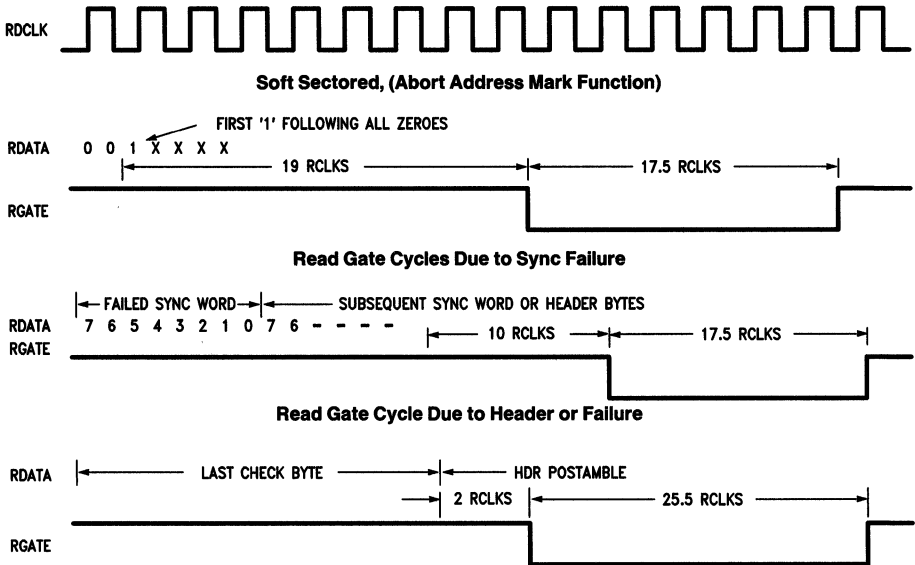 RDCLK
Soft Sectored, (Abort Address Mark Function)
FIRST '1' FOLLOWING ALL ZEROES
RDATA 0 0 1 X X X X
19 RCLKS 17.5 RCLKS
RGATE
Read Gate Cycles Due to Sync Failure
FAILED SYNC WORD SUBSEQUENT SYNC WORD OR HEADER BYTES
RDATA 7 6 5 4 3 2 1 0 7 6 - - - -
10 RCLKS 17.5 RCLKS
RGATE
Read Gate Cycle Due to Header or Failure
RDATA LAST CHECK BYTE HDR POSTAMBLE
2 RCLKS 25.5 RCLKS
RGATE